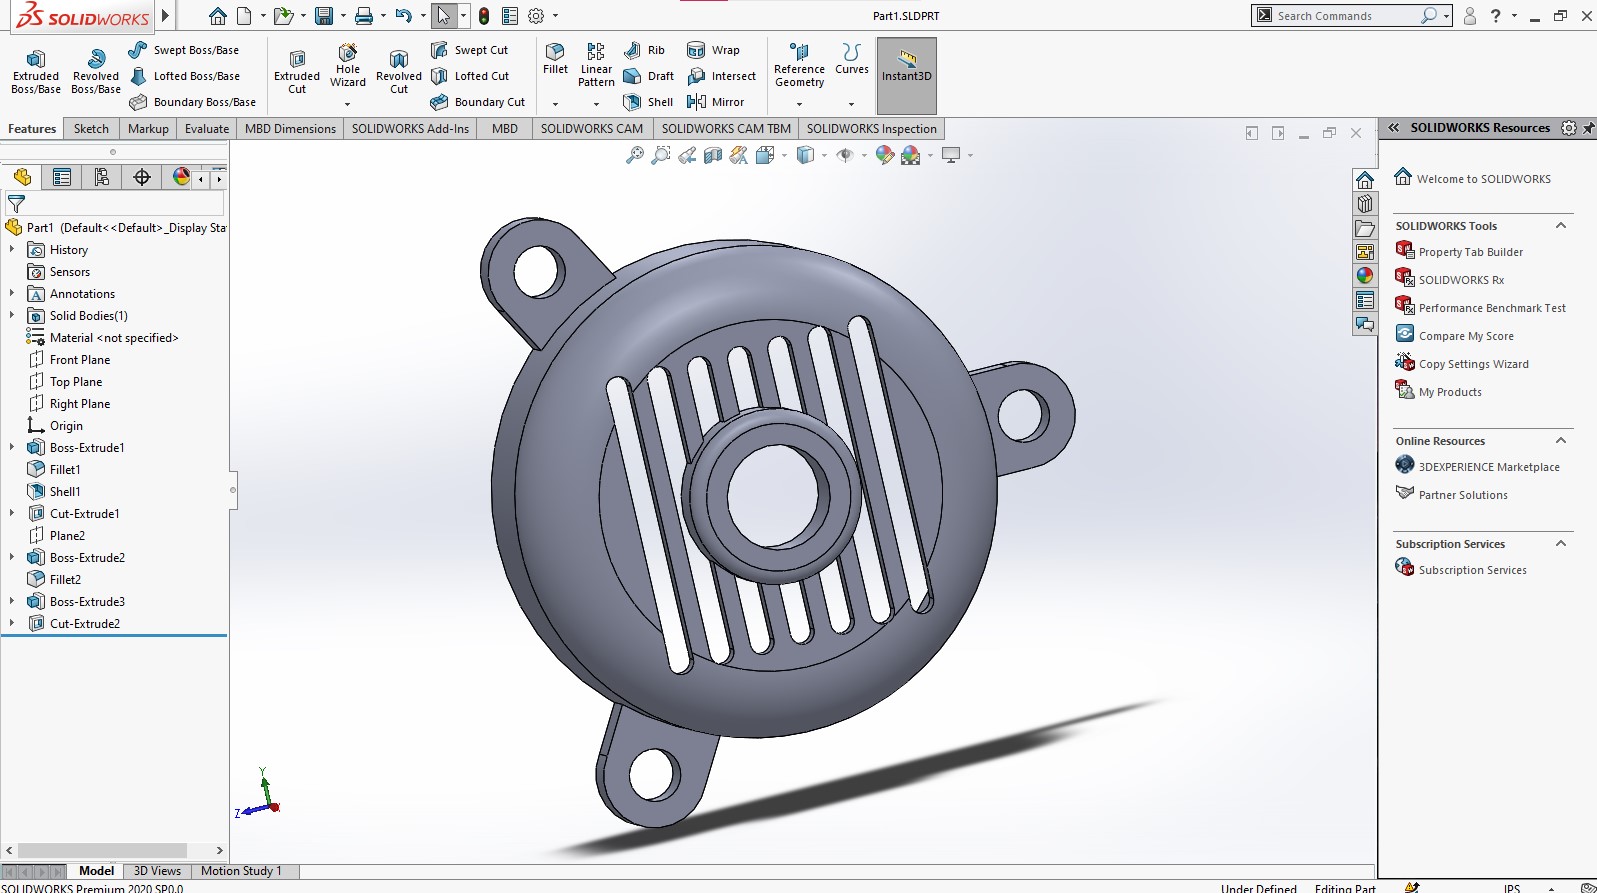 SOLIDWORKS
Part1.SLDPRT
Search Commands
Extruded Boss/Base
Revolved Boss/Base
Swept Boss/Base
Lofted Boss/Base
Boundary Boss/Base
Extruded Cut
Hole Wizard
Revolved Cut
Swept Cut
Lofted Cut
Boundary Cut
Fillet
Linear Pattern
Rib
Draft
Shell
Wrap
Intersect
Mirror
Reference Geometry
Curves
Instant3D
Features
Sketch
Markup
Evaluate
MBD Dimensions
SOLIDWORKS Add-Ins
MBD
SOLIDWORKS CAM
SOLIDWORKS CAM TBM
SOLIDWORKS Inspection
Part1 (Default<<Default>_Display Sta
History
Sensors
Annotations
Solid Bodies(1)
Material <not specified>
Front Plane
Top Plane
Right Plane
Origin
Boss-Extrude1
Fillet1
Shell1
Cut-Extrude1
Plane2
Boss-Extrude2
Fillet2
Boss-Extrude3
Cut-Extrude2
Y
Z
SOLIDWORKS Resources
Welcome to SOLIDWORKS
SOLIDWORKS Tools
Property Tab Builder
SOLIDWORKS Rx
Performance Benchmark Test
Compare My Score
Copy Settings Wizard
My Products
Online Resources
3DEXPERIENCE Marketplace
Partner Solutions
Subscription Services
Subscription Services
Model
3D Views
Motion Study 1
SOLIDWORKS Premium 2020 SP0.0
Under Defined
Editing Part
IPS